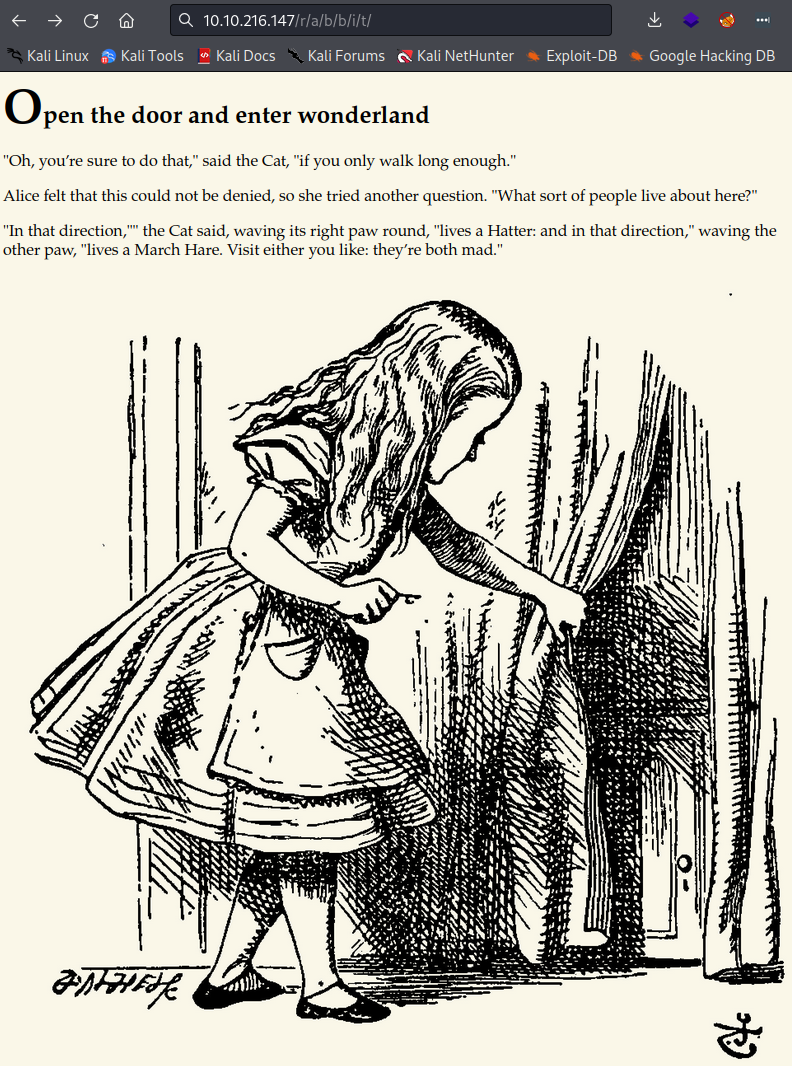 10.10.216.147/r/a/b/b/i/t/
Kali Linux Kali Tools Kali Docs Kali Forums Kali NetHunter Exploit-DB Google Hacking DB
Open the door and enter wonderland
"Oh, you’re sure to do that," said the Cat, "if you only walk long enough."
Alice felt that this could not be denied, so she tried another question. "What sort of people live about here?"
"In that direction,"" the Cat said, waving its right paw round, "lives a Hatter: and in that direction," waving the
other paw, "lives a March Hare. Visit either you like: they’re both mad."